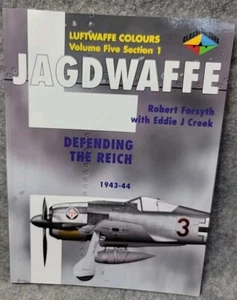 LUFTWAFFE COLOURS
Volume Five Section 1
JAGDWAFFE
Robert Forsyth
with Eddie J Creek
DEFENDING
THE REICH
1943-44
3